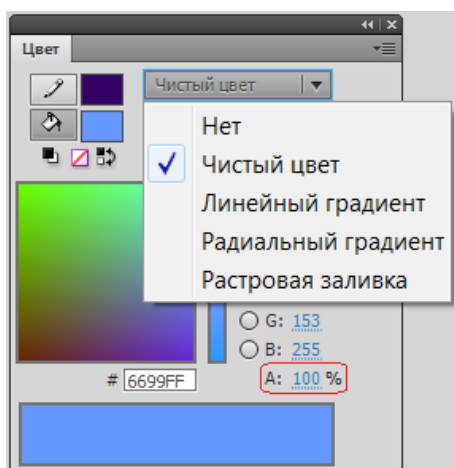 Цвет
Чистый цвет
Нет
Чистый цвет
Линейный градиент
Радиальный градиент
Растровая заливка
G: 153
B: 255
# 6699FF A: 100 %